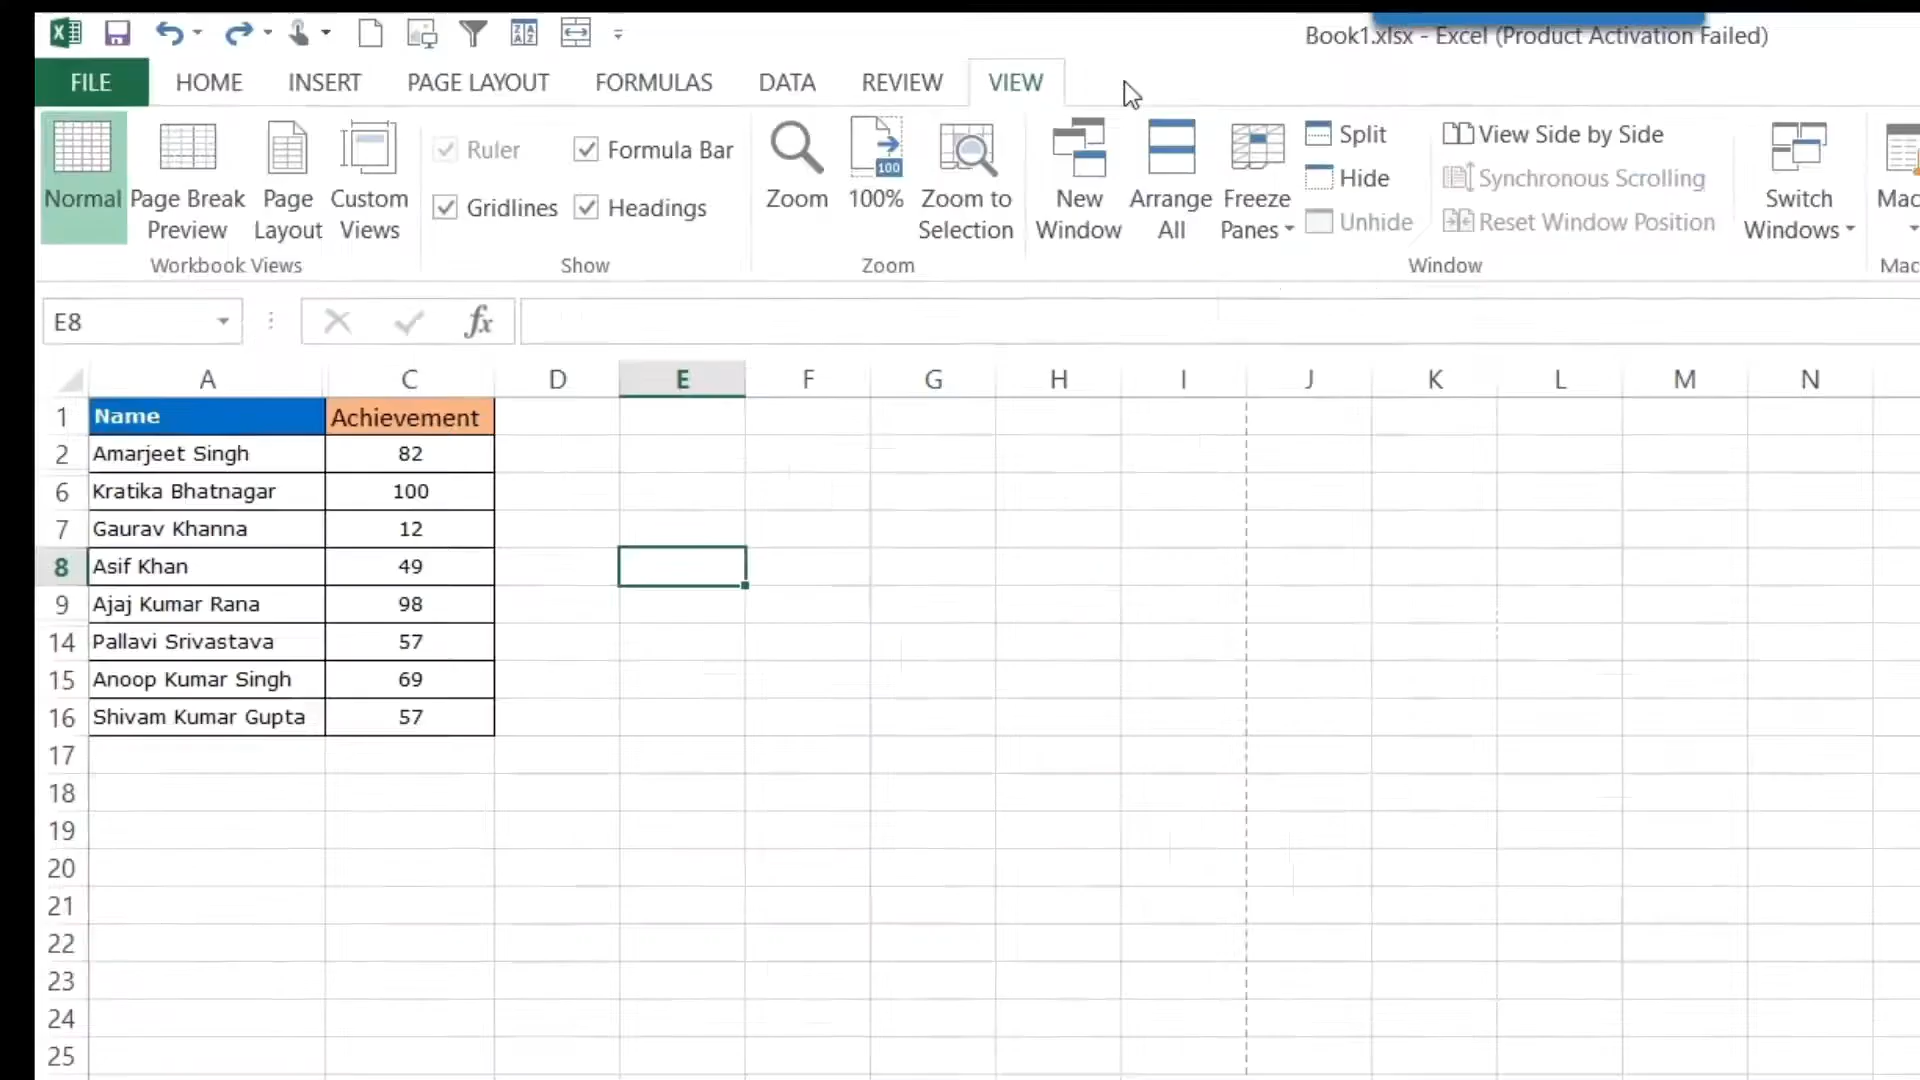 Book1.xlsx - Excel (Product Activation Failed)
FILE HOME INSERT PAGE LAYOUT FORMULAS DATA REVIEW VIEW
Normal
Page Break Preview
Page Layout
Custom Views
Workbook Views
Ruler
Formula Bar
Gridlines
Headings
Show
Zoom
100
100%
Zoom to Selection
Zoom
New Window
Arrange All
Freeze Panes
Split
Hide
Unhide
View Side by Side
Synchronous Scrolling
Reset Window Position
Switch Windows
Window
Mac
Mac
E8 fx
A C D E F G H I J K L M N
1 Name Achievement
2 Amarjeet Singh 82
6 Kratika Bhatnagar 100
7 Gaurav Khanna 12
8 Asif Khan 49
9 Ajaj Kumar Rana 98
14 Pallavi Srivastava 57
15 Anoop Kumar Singh 69
16 Shivam Kumar Gupta 57
17
18
19
20
21
22
23
24
25